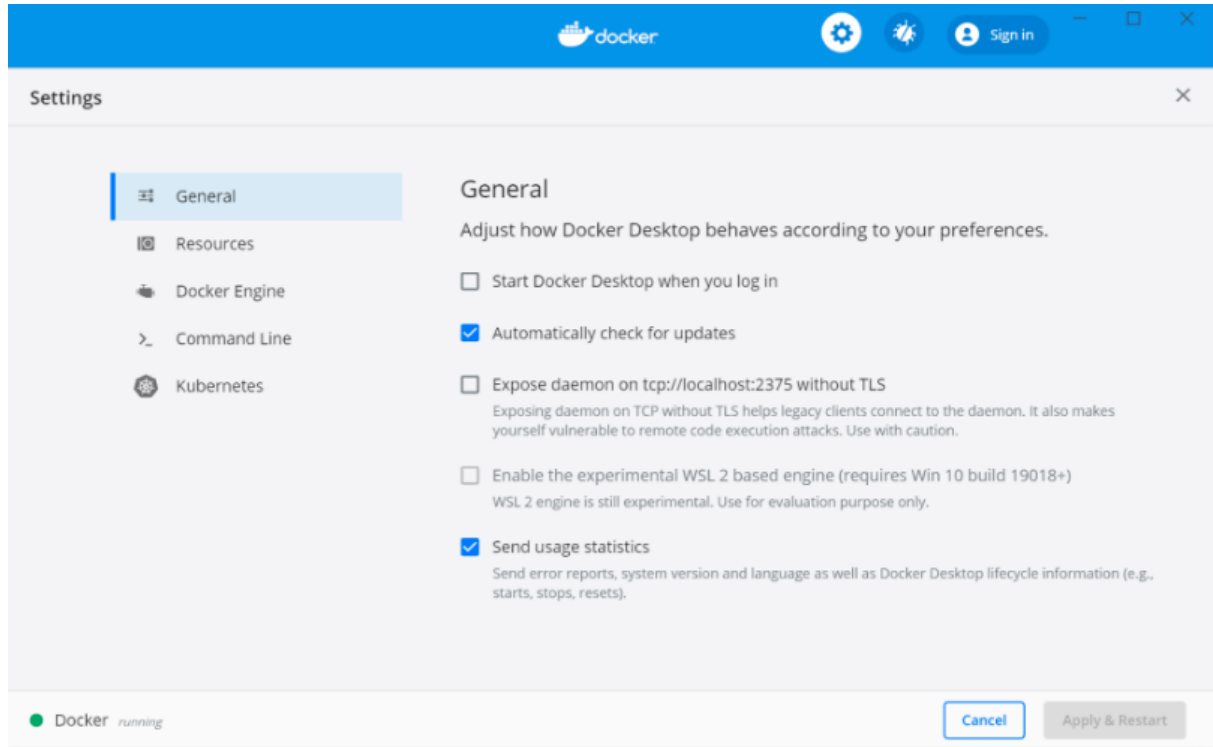 docker
Sign in
Settings
General
Resources
Docker Engine
Command Line
Kubernetes
General
Adjust how Docker Desktop behaves according to your preferences.
Start Docker Desktop when you log in
Automatically check for updates
Expose daemon on tcp://localhost:2375 without TLS
Exposing daemon on TCP without TLS helps legacy clients connect to the daemon. It also makes
yourself vulnerable to remote code execution attacks. Use with caution.
Enable the experimental WSL 2 based engine (requires Win 10 build 19018+)
WSL 2 engine is still experimental. Use for evaluation purpose only.
Send usage statistics
Send error reports, system version and language as well as Docker Desktop lifecycle information (e.g.,
starts, stops, resets).
Docker running
Cancel
Apply & Restart